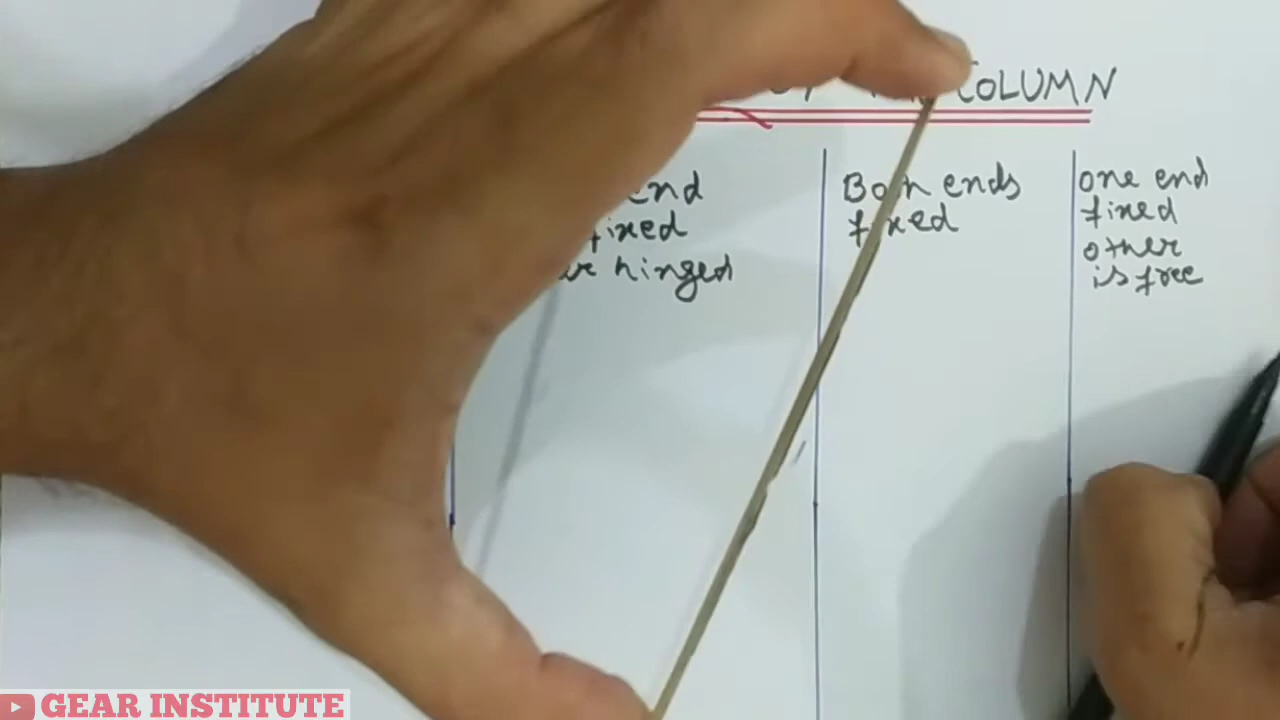 COLUMN
end
fixed
hinged
Both ends
fixed
one end
fixed
other
is free
GEAR INSTITUTE